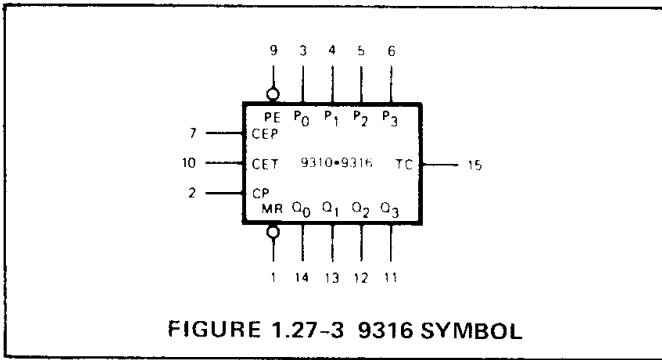 9 3 4 5 6
PE P0 P1 P2 P3
7 CEP
10 CET 9310•9316 TC 15
2 CP
MR Q0 Q1 Q2 Q3
1 14 13 12 11
FIGURE 1.27-3 9316 SYMBOL